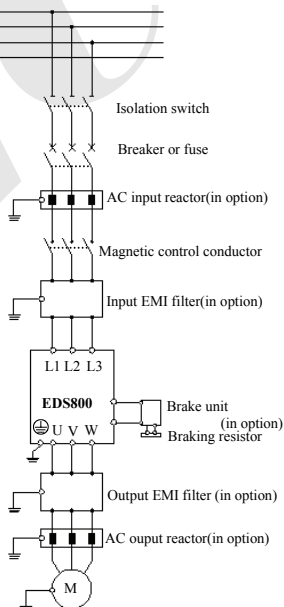 Isolation switch
Breaker or fuse
AC input reactor(in option)
Magnetic control conductor
Input EMI filter(in option)
L1 L2 L3
EDS800
U V W
Brake unit
(in option)
Braking resistor
Output EMI filter (in option)
AC ouput reactor(in option)
M